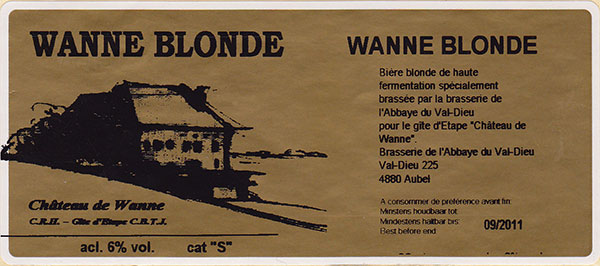 WANNE BLONDE
Château de Wanne
C.R.H. – Gîte d'Etape C.B.T.J.
acl. 6% vol. cat "S"
WANNE BLONDE
Bière blonde de haute
fermentation spécialement
brassée par la brasserie de
l'Abbaye du Val-Dieu
pour le gîte d'Etape "Château de
Wanne".
Brasserie de l'Abbaye du Val-Dieu
Val-Dieu 225
4880 Aubel
A consommer de préférence avant fin:
Minstens houdbaar tot:
Mindestens haltbar bis:
Best before end:
09/2011